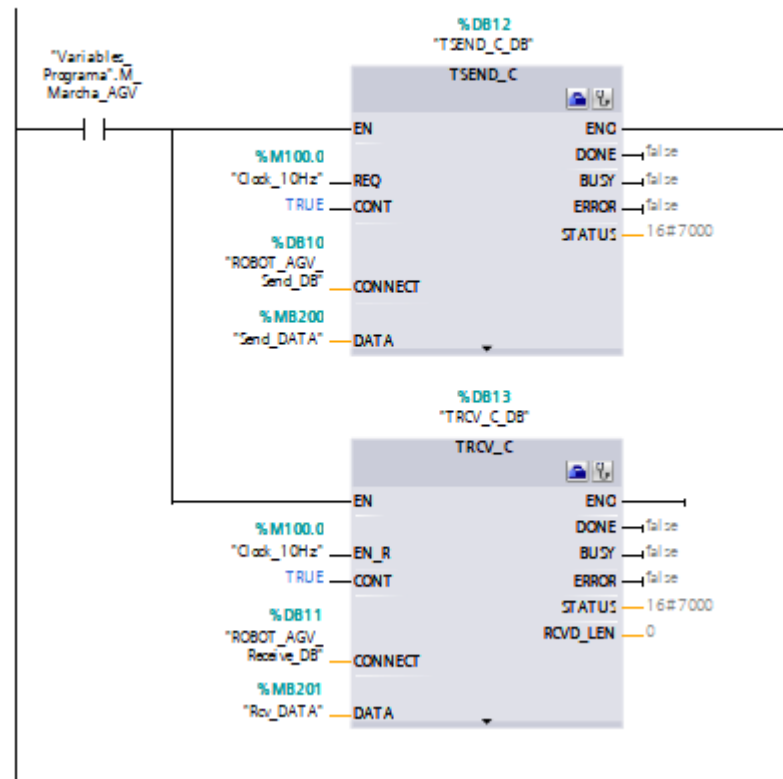 %DB12
"TSEND_C_DB"
"Variables_
Programa".M_
Marcha_AGV
TSEND_C
EN
ENO
%M100.0
"Clock_10Hz"
REQ
DONE
false
BUSY
false
TRUE
CONT
ERROR
false
STATUS
16#7000
%DB10
"ROBOT_AGV_
Send_DB"
CONNECT
%MB200
"Send_DATA"
DATA
%DB13
"TRCV_C_DB"
TRCV_C
EN
ENO
%M100.0
"Clock_10Hz"
EN_R
DONE
false
BUSY
false
TRUE
CONT
ERROR
false
STATUS
16#7000
RCVD_LEN
0
%DB11
"ROBOT_AGV_
Receive_DB"
CONNECT
%MB201
"Rcv_DATA"
DATA